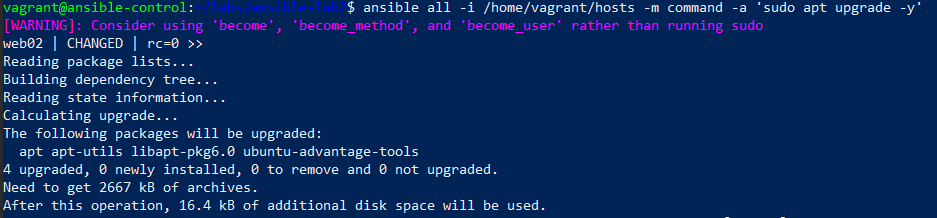 vagrant@ansible-control:~/labs/ansible-lab2$ ansible all -i /home/vagrant/hosts -m command -a 'sudo apt upgrade -y'
[WARNING]: Consider using 'become', 'become_method', and 'become_user' rather than running sudo
web02 | CHANGED | rc=0 >>
Reading package lists...
Building dependency tree...
Reading state information...
Calculating upgrade...
The following packages will be upgraded:
  apt apt-utils libapt-pkg6.0 ubuntu-advantage-tools
4 upgraded, 0 newly installed, 0 to remove and 0 not upgraded.
Need to get 2667 kB of archives.
After this operation, 16.4 kB of additional disk space will be used.